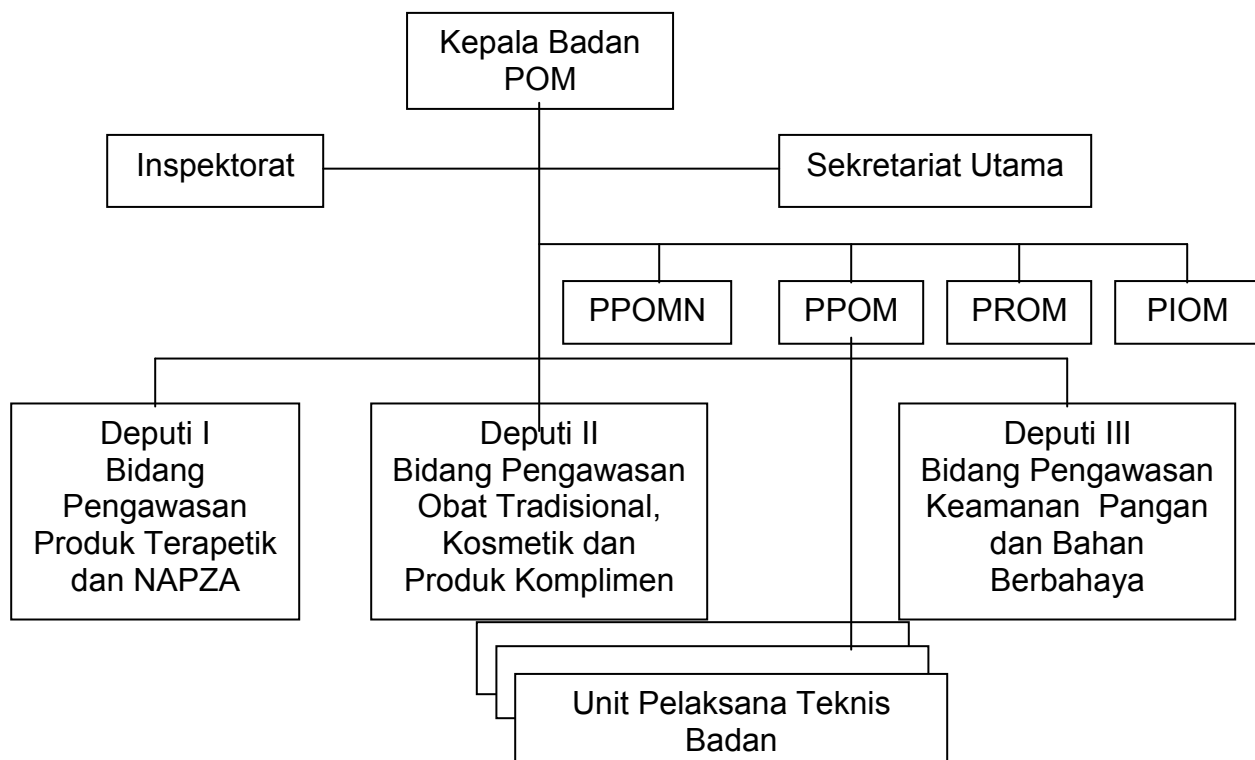 Kepala Badan
POM
Inspektorat
Sekretariat Utama
PPOMN
PPOM
PROM
PIOM
Deputi I
Bidang
Pengawasan
Produk Terapetik
dan NAPZA
Deputi II
Bidang Pengawasan
Obat Tradisional,
Kosmetik dan
Produk Komplimen
Deputi III
Bidang Pengawasan
Keamanan Pangan
dan Bahan
Berbahaya
Unit Pelaksana Teknis
Badan